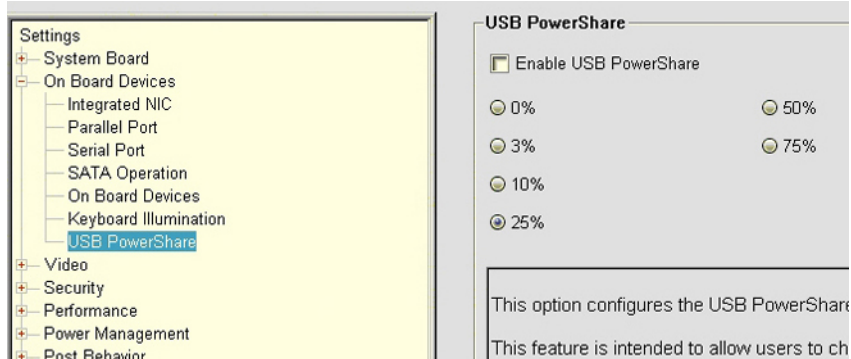 Settings
System Board
On Board Devices
Integrated NIC
Parallel Port
Serial Port
SATA Operation
On Board Devices
Keyboard Illumination
USB PowerShare
Video
Security
Performance
Power Management
Post Behavior
USB PowerShare
Enable USB PowerShare
0% 50%
3% 75%
10%
25%
This option configures the USB PowerShare
This feature is intended to allow users to ch